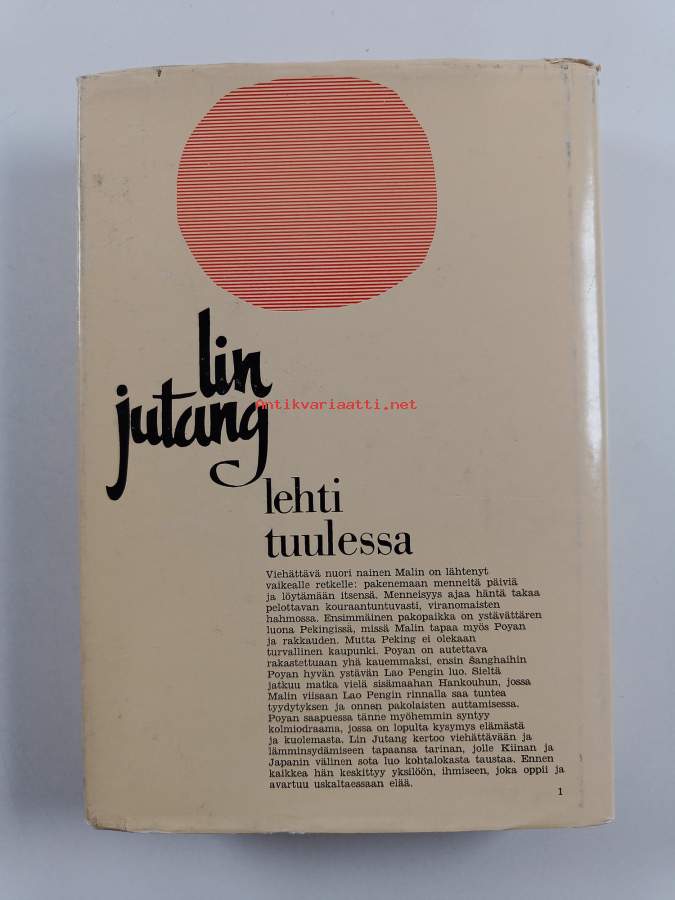 lin
jutang
Antikvariaatti.net
lehti
tuulessa
Viehättävä nuori nainen Malin on lähtenyt
vaikealle retkelle: pakenemaan menneitä päiviä
ja löytämään itsensä. Menneisyys ajaa häntä takaa
pelottavan kouraantuntuvasti, viranomaisten
hahmossa. Ensimmäinen pakopaikka on ystävättären
luona Pekingissä, missä Malin tapaa myös Poyan
ja rakkauden. Mutta Peking ei olekaan
turvallinen kaupunki. Poyan on autettava
rakastettuaan yhä kauemmaksi, ensin Šanghaihin
Poyan hyvän ystävän Lao Pengin luo. Sieltä
jatkuu matka vielä sisämaahan Hankouhun, jossa
Malin viisaan Lao Pengin rinnalla saa tuntea
tyydytyksen ja onnen pakolaisten auttamisessa.
Poyan saapuessa tänne myöhemmin syntyy
kolmiodraama, jossa on lopulta kysymys elämästä
ja kuolemasta. Lin Jutang kertoo viehättävään ja
lämminsydämiseen tapaansa tarinan, jolle Kiinan ja
Japanin välinen sota luo kohtalokasta taustaa. Ennen
kaikkea hän keskittyy yksilöön, ihmiseen, joka oppii ja
avartuu uskaltaessaan elää.
1